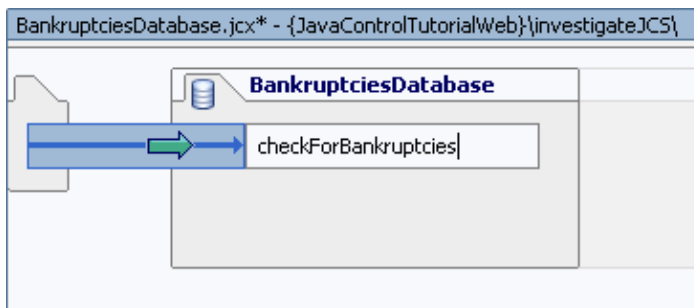 BankruptciesDatabase.jcx* - {JavaControlTutorialWeb}\investigateJCS\
BankruptciesDatabase
checkForBankruptcies